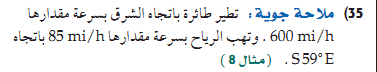 35) ملاحة جوية: تطير طائرة باتجاه الشرق بسرعة مقدارها
600 mi/h . وتهب الرياح بسرعة مقدارها 85 mi/h باتجاه
S59°E . (مثال 8 )